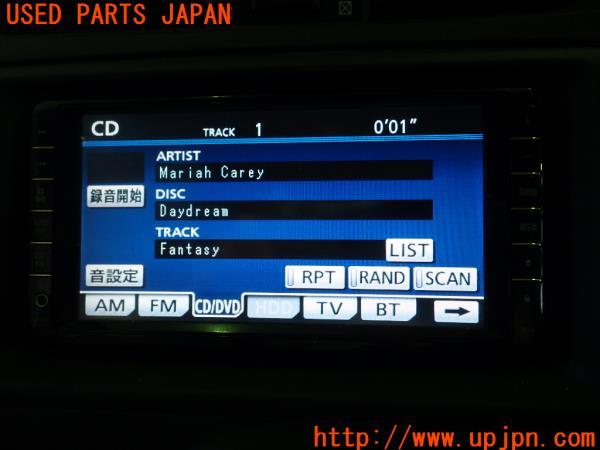 USED PARTS JAPAN
CD TRACK 1 0'01"
ARTIST
Mariah Carey
録音開始
DISC
Daydream
TRACK
Fantasy
LIST
音設定
RPT RAND SCAN
AM FM CD/DVD HDD TV BT
http://www.upjpn.com